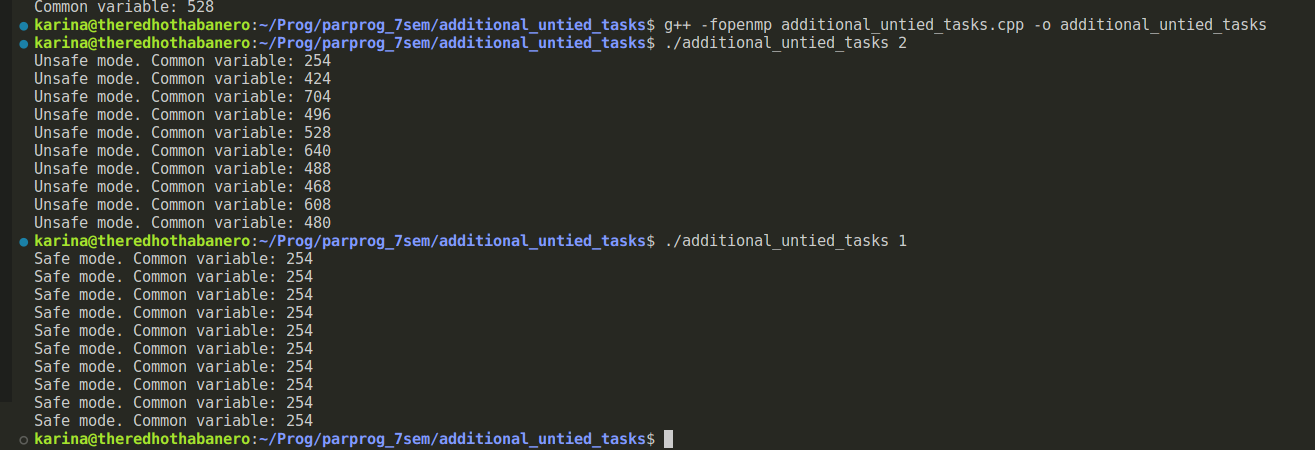 Common variable: 528
karina@theredhothabanero:~/Prog/parprog_7sem/additional_untied_tasks$ g++ -fopenmp additional_untied_tasks.cpp -o additional_untied_tasks
karina@theredhothabanero:~/Prog/parprog_7sem/additional_untied_tasks$ ./additional_untied_tasks 2
Unsafe mode. Common variable: 254
Unsafe mode. Common variable: 424
Unsafe mode. Common variable: 704
Unsafe mode. Common variable: 496
Unsafe mode. Common variable: 528
Unsafe mode. Common variable: 640
Unsafe mode. Common variable: 488
Unsafe mode. Common variable: 468
Unsafe mode. Common variable: 608
Unsafe mode. Common variable: 480
karina@theredhothabanero:~/Prog/parprog_7sem/additional_untied_tasks$ ./additional_untied_tasks 1
Safe mode. Common variable: 254
Safe mode. Common variable: 254
Safe mode. Common variable: 254
Safe mode. Common variable: 254
Safe mode. Common variable: 254
Safe mode. Common variable: 254
Safe mode. Common variable: 254
Safe mode. Common variable: 254
Safe mode. Common variable: 254
Safe mode. Common variable: 254
karina@theredhothabanero:~/Prog/parprog_7sem/additional_untied_tasks$